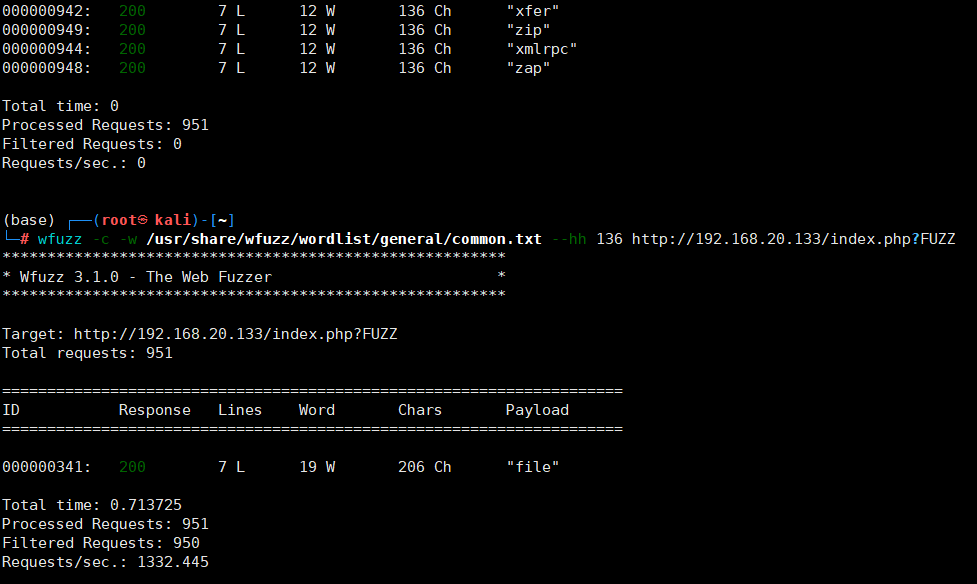 000000942:   200        7 L        12 W       136 Ch      "xfer"
000000949:   200        7 L        12 W       136 Ch      "zip"
000000944:   200        7 L        12 W       136 Ch      "xmlrpc"
000000948:   200        7 L        12 W       136 Ch      "zap"
Total time: 0
Processed Requests: 951
Filtered Requests: 0
Requests/sec.: 0
(base) ┌──(root㉿kali)-[~]
└─# wfuzz -c -w /usr/share/wfuzz/wordlist/general/common.txt --hh 136 http://192.168.20.133/index.php?FUZZ
********************************************************
* Wfuzz 3.1.0 - The Web Fuzzer                         *
********************************************************
Target: http://192.168.20.133/index.php?FUZZ
Total requests: 951
=====================================================================
ID           Response   Lines    Word       Chars       Payload
=====================================================================
000000341:   200        7 L      19 W       206 Ch      "file"
Total time: 0.713725
Processed Requests: 951
Filtered Requests: 950
Requests/sec.: 1332.445